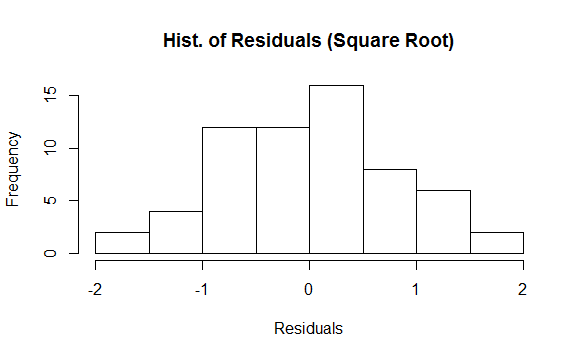 Hist. of Residuals (Square Root)
Frequency
15
10
5
0
-2 -1 0 1 2
Residuals